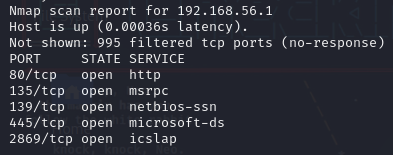 Nmap scan report for 192.168.56.1
Host is up (0.00036s latency).
Not shown: 995 filtered tcp ports (no-response)
PORT     STATE SERVICE
80/tcp   open  http
135/tcp  open  msrpc
139/tcp  open  netbios-ssn
445/tcp  open  microsoft-ds
2869/tcp open  icslap